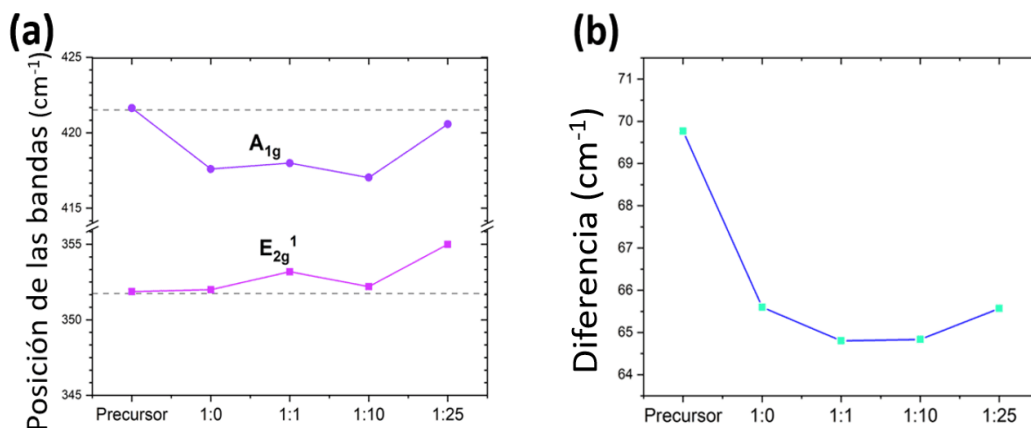 (a)
Posición de las bandas (cm⁻¹)
425
420
415
355
350
345
A₁g
E₂g¹
Precursor 1:0 1:1 1:10 1:25
(b)
Diferencia (cm⁻¹)
71
70
69
68
67
66
65
64
Precursor 1:0 1:1 1:10 1:25